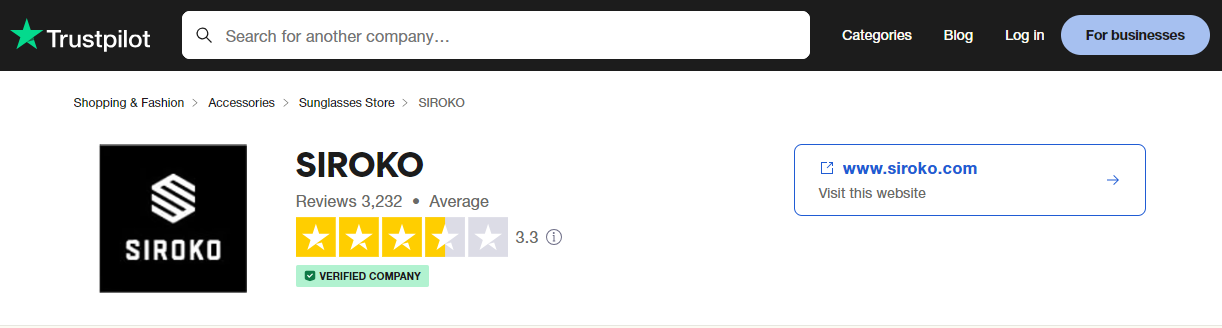 Trustpilot
Search for another company…
Categories
Blog
Log in
For businesses
Shopping & Fashion > Accessories > Sunglasses Store > SIROKO
SIROKO
SIROKO
Reviews 3,232 • Average
3.3
VERIFIED COMPANY
www.siroko.com
Visit this website